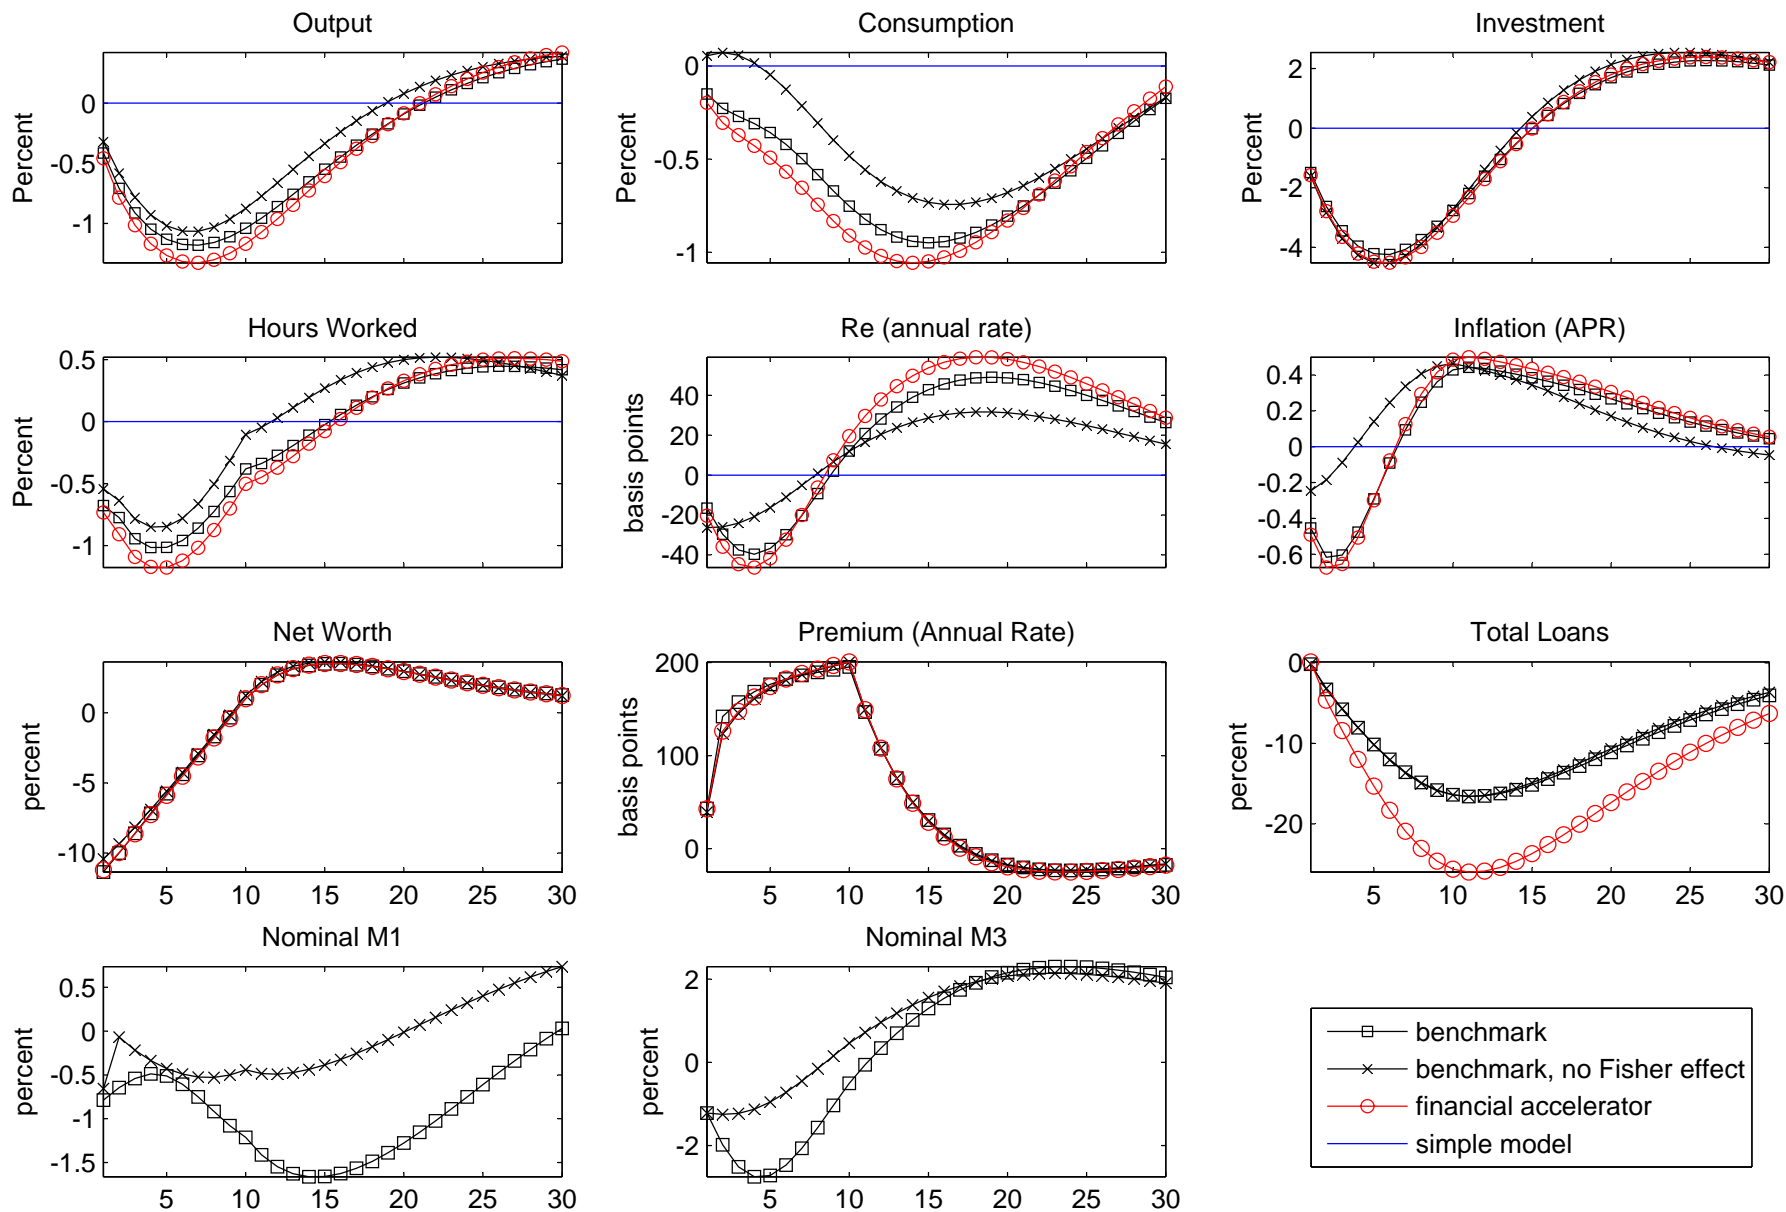 Output
Percent
0
-0.5
-1
Consumption
Percent
0
-0.5
-1
Investment
Percent
2
0
-2
-4
Hours Worked
Percent
0.5
0
-0.5
-1
Re (annual rate)
basis points
40
20
0
-20
-40
Inflation (APR)
0.4
0.2
0
-0.2
-0.4
-0.6
Net Worth
percent
0
-5
-10
5 10 15 20 25 30
Premium (Annual Rate)
basis points
200
100
0
5 10 15 20 25 30
Total Loans
percent
0
-10
-20
5 10 15 20 25 30
Nominal M1
percent
0.5
0
-0.5
-1
-1.5
5 10 15 20 25 30
Nominal M3
percent
2
0
-2
5 10 15 20 25 30
benchmark
benchmark, no Fisher effect
financial accelerator
simple model